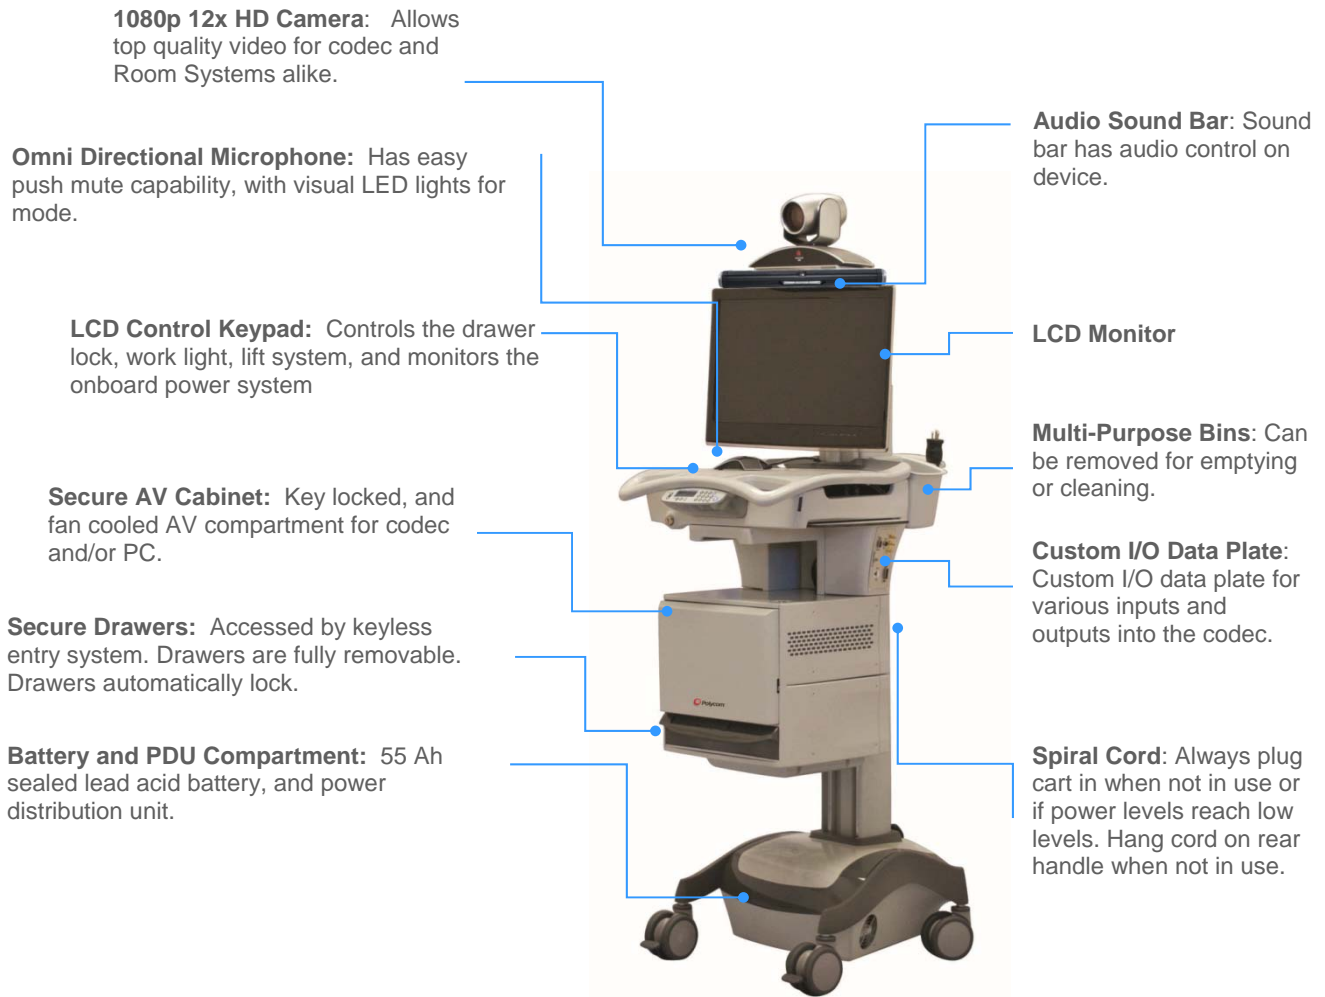 1080p 12x HD Camera: Allows
top quality video for codec and
Room Systems alike.
Omni Directional Microphone: Has easy
push mute capability, with visual LED lights for
mode.
LCD Control Keypad: Controls the drawer
lock, work light, lift system, and monitors the
onboard power system
Secure AV Cabinet: Key locked, and
fan cooled AV compartment for codec
and/or PC.
Secure Drawers: Accessed by keyless
entry system. Drawers are fully removable.
Drawers automatically lock.
Battery and PDU Compartment: 55 Ah
sealed lead acid battery, and power
distribution unit.
Audio Sound Bar: Sound
bar has audio control on
device.
LCD Monitor
Multi-Purpose Bins: Can
be removed for emptying
or cleaning.
Custom I/O Data Plate:
Custom I/O data plate for
various inputs and
outputs into the codec.
Spiral Cord: Always plug
cart in when not in use or
if power levels reach low
levels. Hang cord on rear
handle when not in use.
Polycom